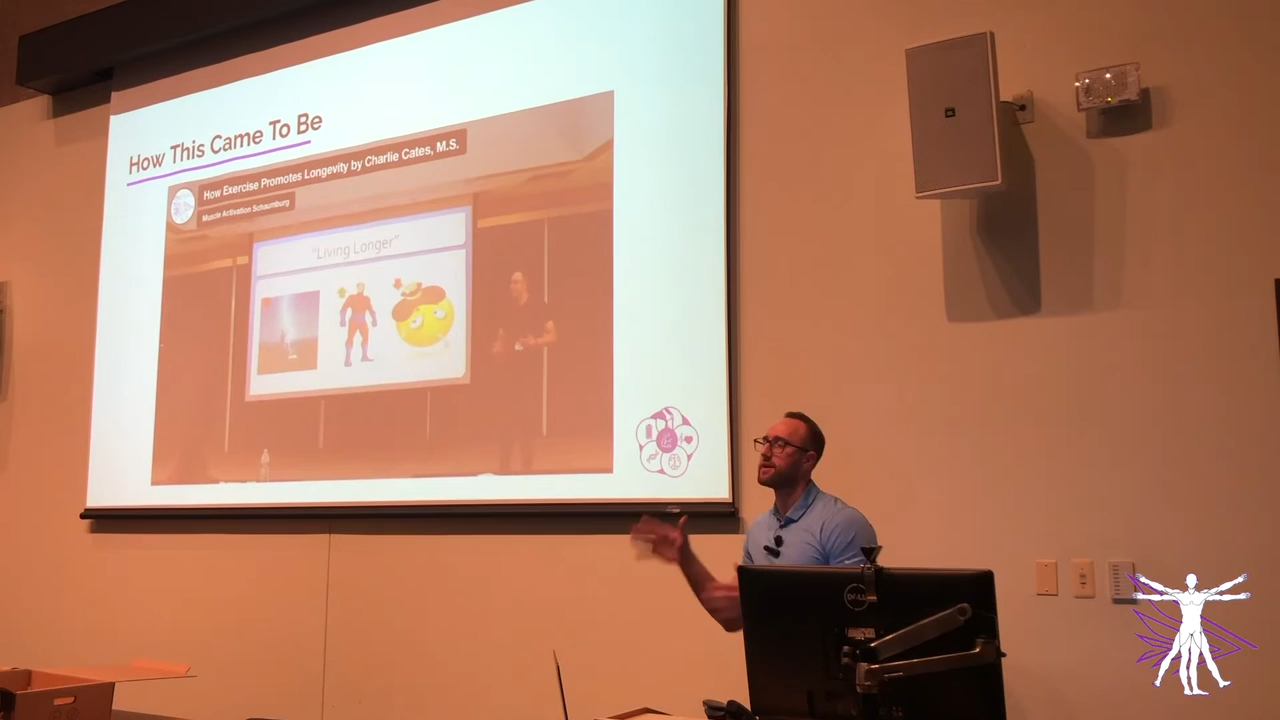 How This Came To Be
How Exercise Promotes Longevity by Charlie Cates, M.S.
Muscle Activation Schaumburg
"Living Longer"
DELL